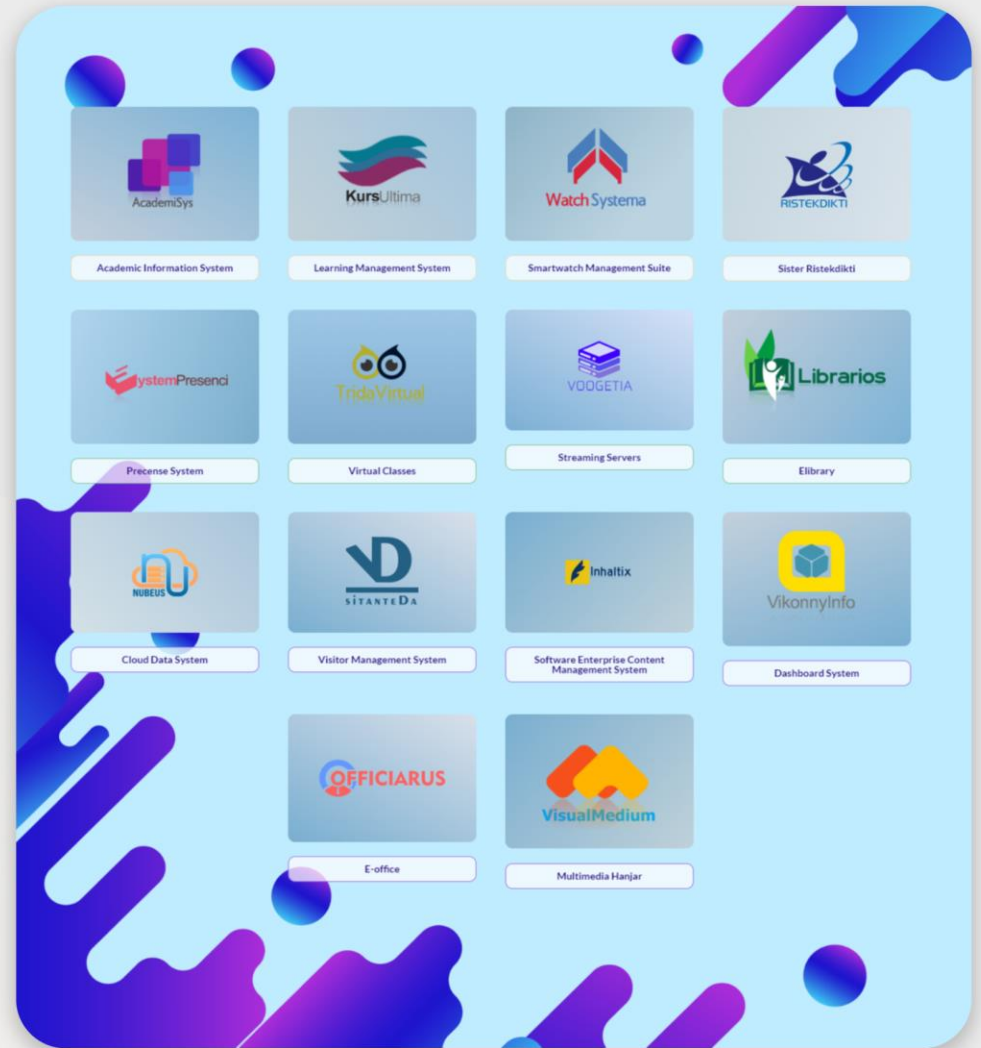 AcademiSys
KursUltima
Watch Systema
RISTEKDIKTI
Academic Information System
Learning Management System
Smartwatch Management Suite
Sister Ristekdikti
SystemPresenci
TridaVirtual
VOOGETIA
Librarios
Precense System
Virtual Classes
Streaming Servers
Elibrary
NUBEUS
SITANTEDA
Inhaltix
VikonnyInfo
Cloud Data System
Visitor Management System
Software Enterprise Content
Management System
Dashboard System
OFFICIARUS
VisualMedium
E-office
Multimedia Hanjar